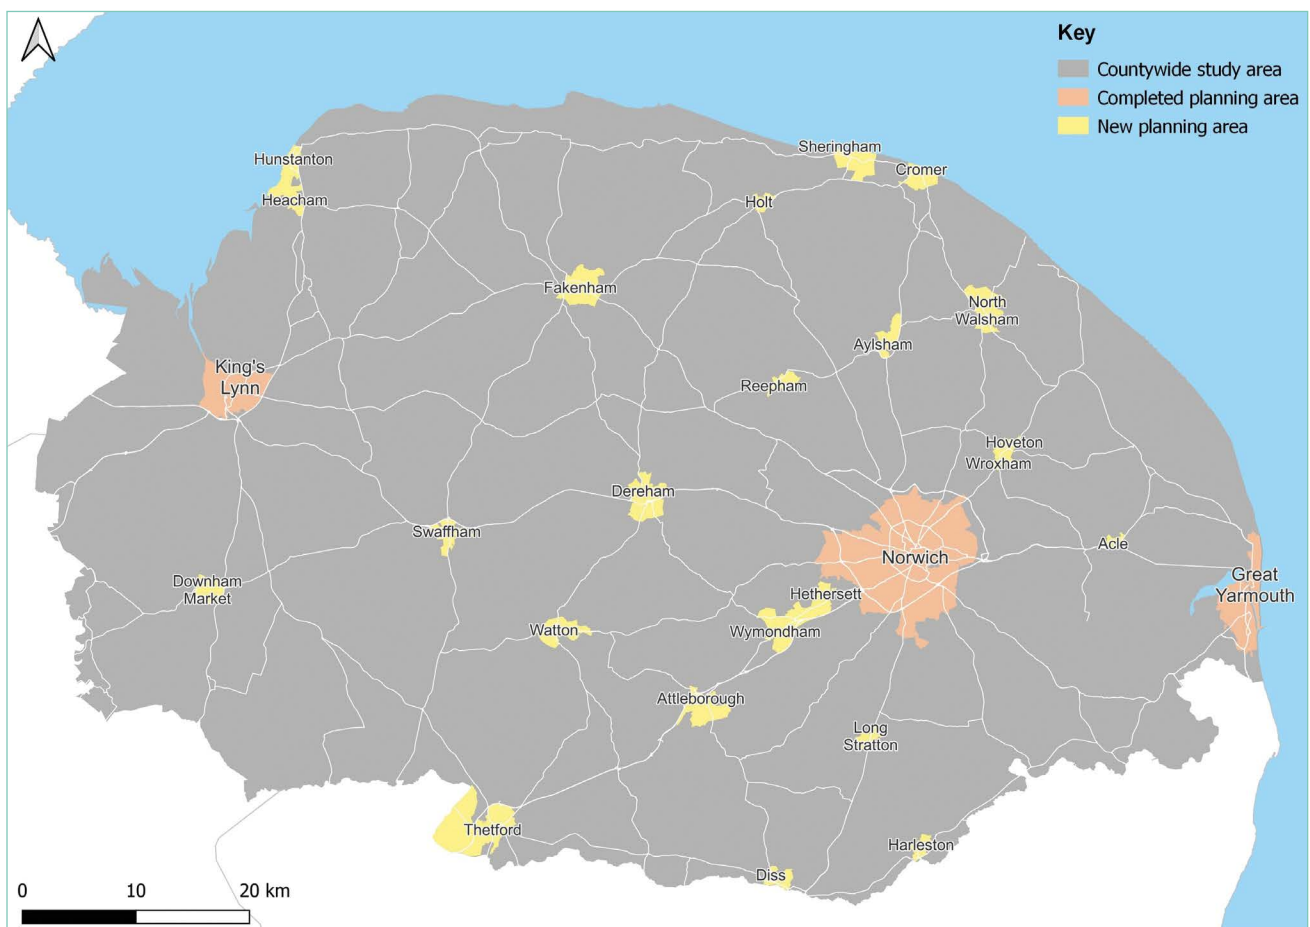 Key
Countywide study area
Completed planning area
New planning area
Sheringham
Hunstanton
Cromer
Heacham
Holt
Fakenham
North
Walsham
Aylsham
King's
Lynn
Reepham
Hoveton
Wroxham
Dereham
Swaffham
Acle
Norwich
Downham
Market
Great
Yarmouth
Hethersett
Watton
Wymondham
Attleborough
Long
Stratton
Thetford
Harleston
Diss
0 10 20 km